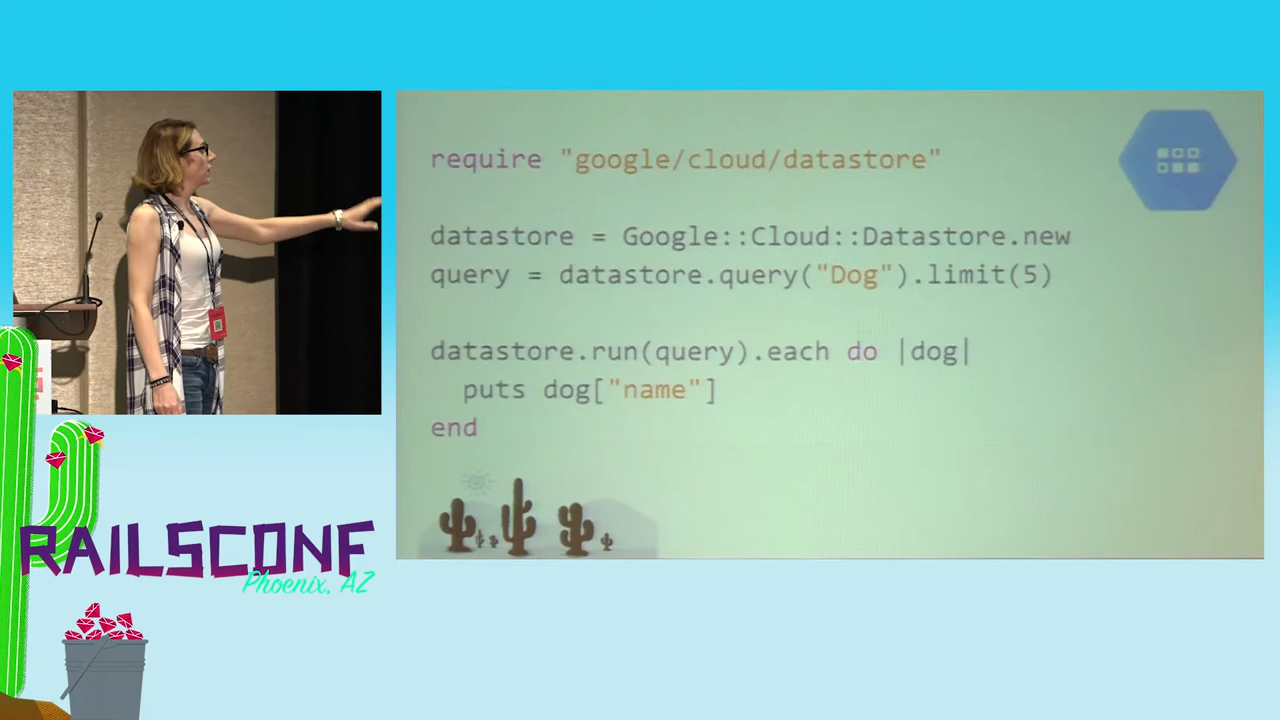 require "google/cloud/datastore"
datastore = Google::Cloud::Datastore.new
query = datastore.query("Dog").limit(5)
datastore.run(query).each do |dog|
  puts dog["name"]
end
RAILSCONF
Phoenix, AZ